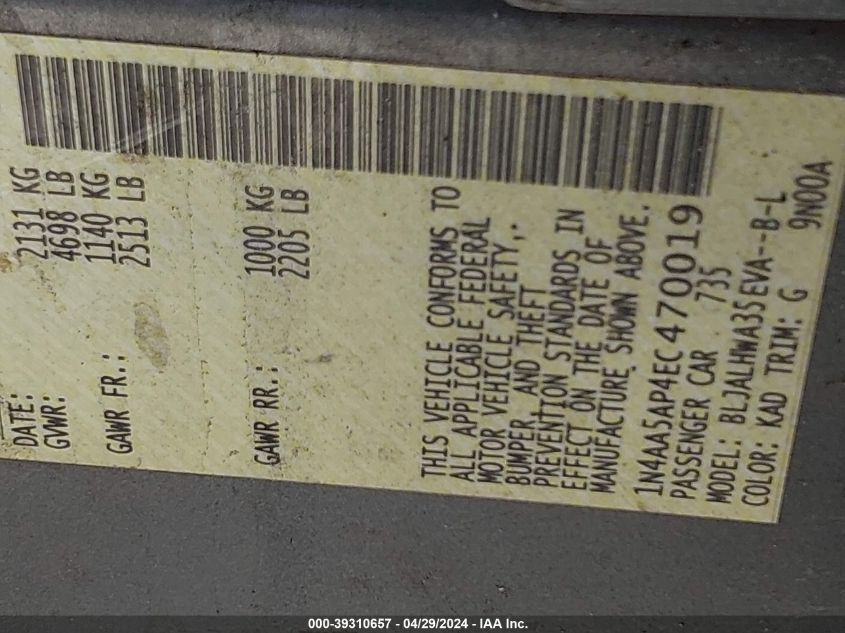 DATE:
GVWR: 2131 KG
4698 LB
GAWR FR.: 1140 KG
2513 LB
GAWR RR.: 1000 KG
2205 LB
THIS VEHICLE CONFORMS TO
ALL APPLICABLE FEDERAL
MOTOR VEHICLE SAFETY,
BUMPER, AND THEFT
PREVENTION STANDARDS IN
EFFECT ON THE DATE OF
MANUFACTURE SHOWN ABOVE.
1N4AA5AP4EC470019
PASSENGER CAR 735
MODEL: BLJALHWA35EVA--B-L
COLOR: KAD TRIM: G 9N00A
000-39310657 - 04/29/2024 - IAA Inc.